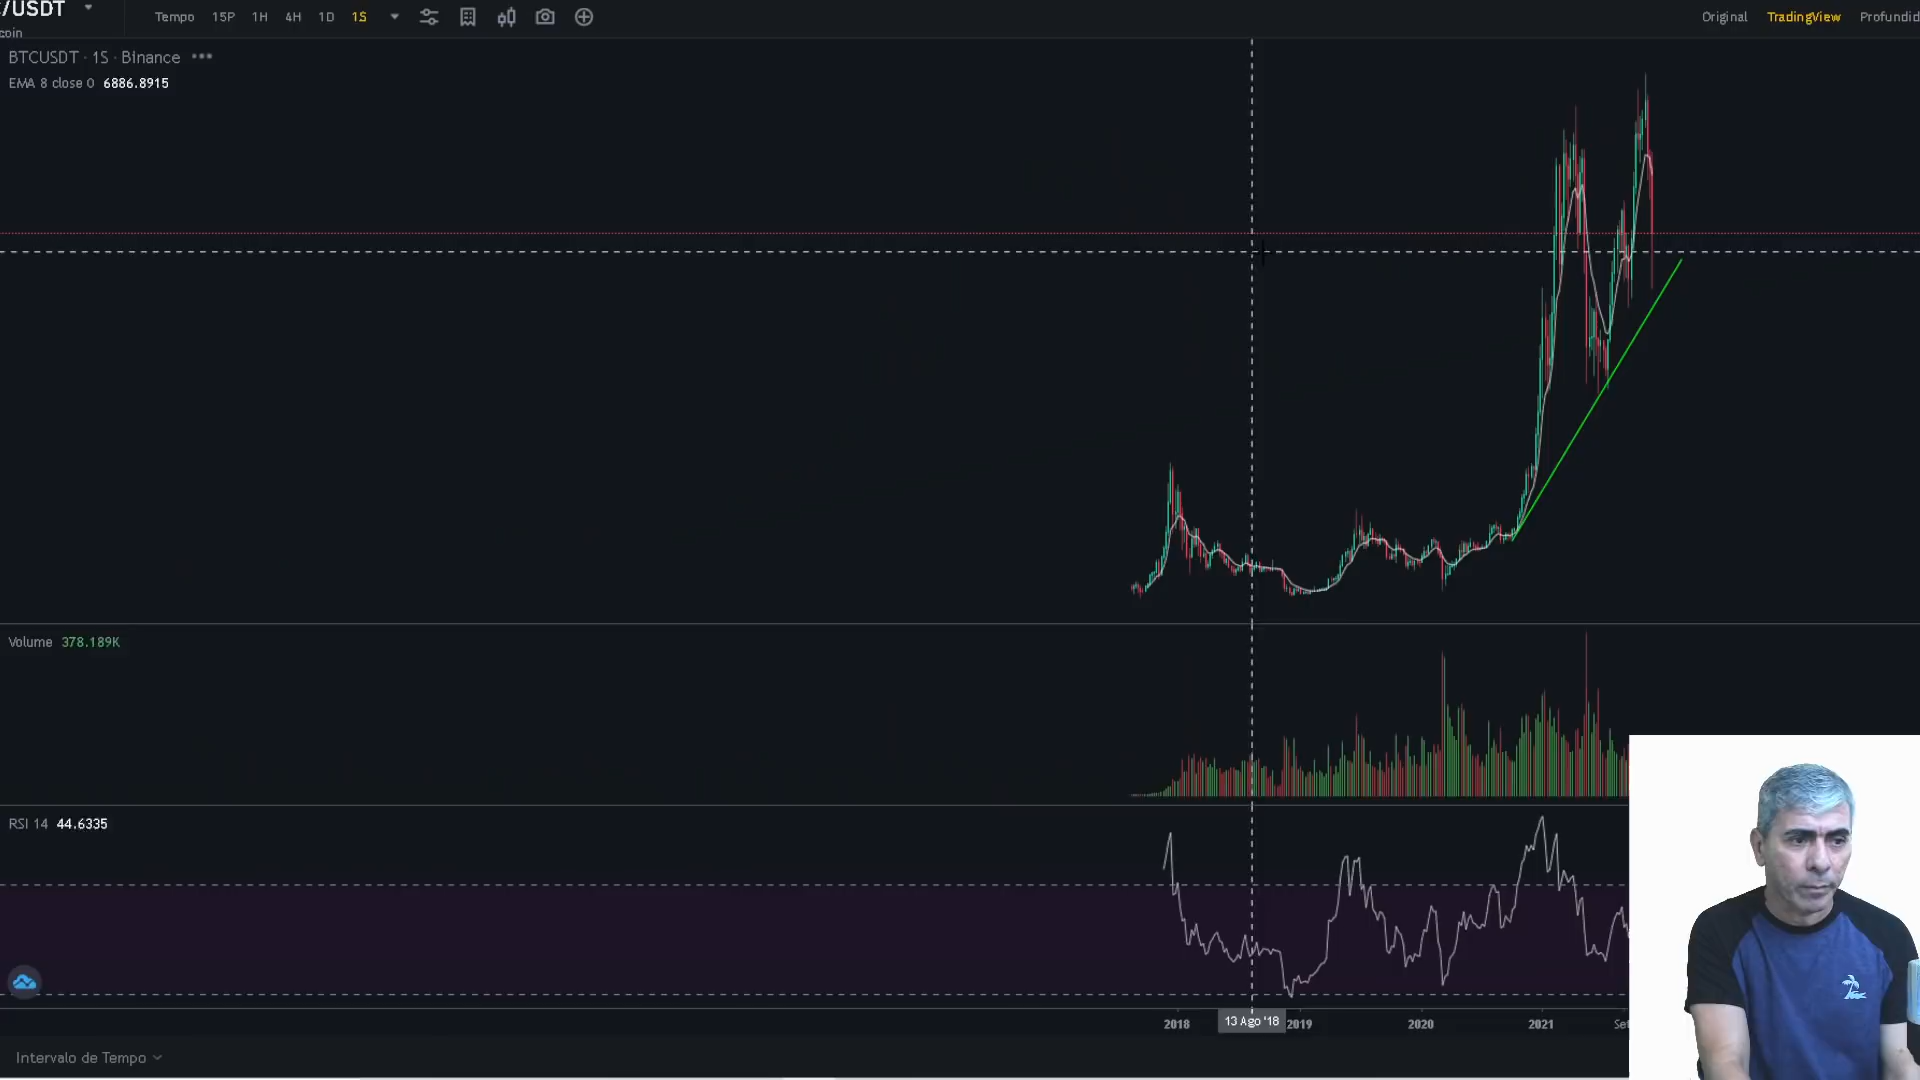 /USDT
coin
Tempo 15P 1H 4H 1D 1S
Original TradingView Profundid
BTCUSDT · 1S · Binance
EMA 8 close 0 6886.8915
Volume 378.189K
RSI 14 44.6335
2018 13 Ago '18 2019 2020 2021 Set
Intervalo de Tempo